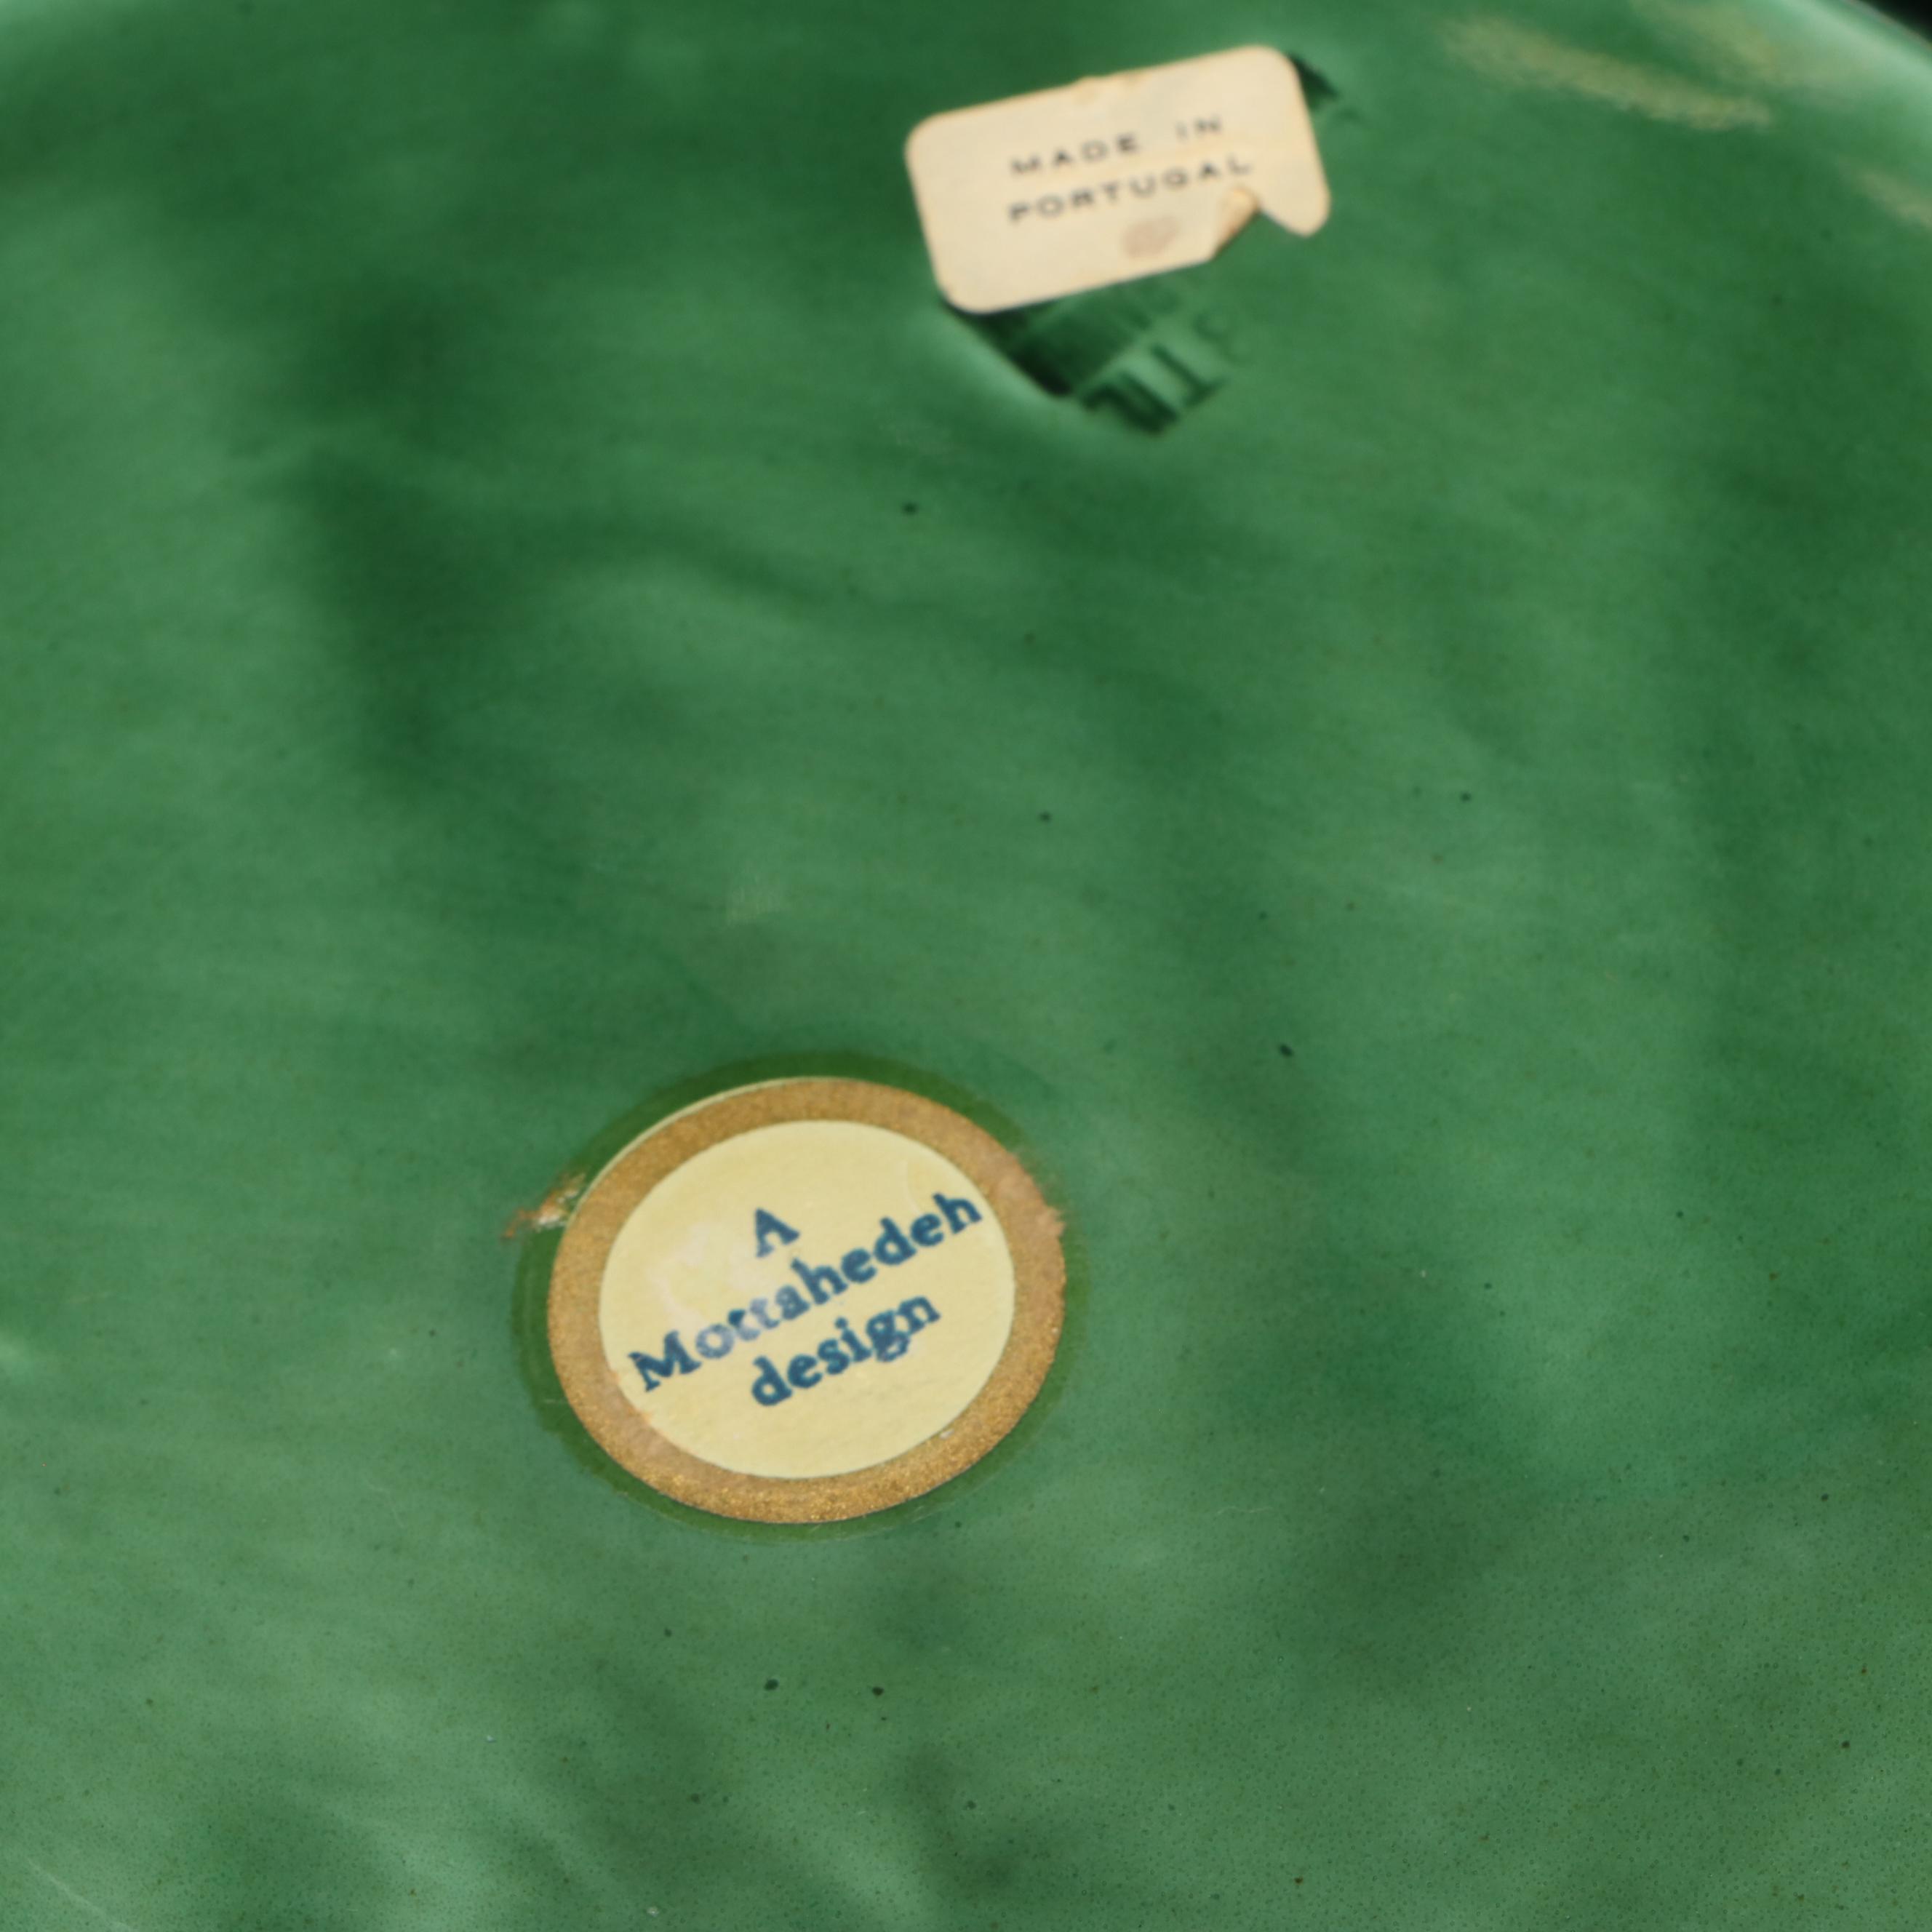 MADE IN
PORTUGAL
A
Mottahedeh
design